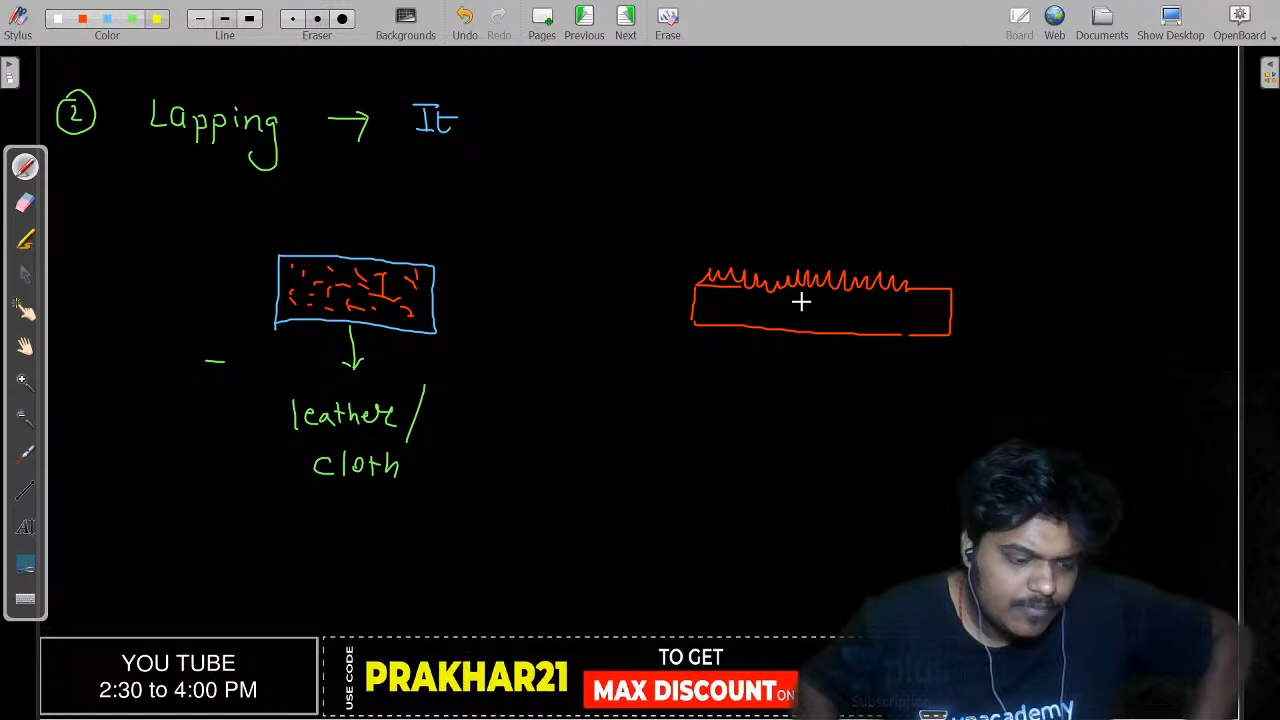 Stylus
Color
Line
Eraser
Backgrounds
Undo
Redo
Pages
Previous
Next
Erase
Board
Web
Documents
Show Desktop
OpenBoard
2 Lapping → It
leather/
cloth
YOU TUBE
2:30 to 4:00 PM
USE CODE
PRAKHAR21
TO GET
MAX DISCOUNT ON
plus